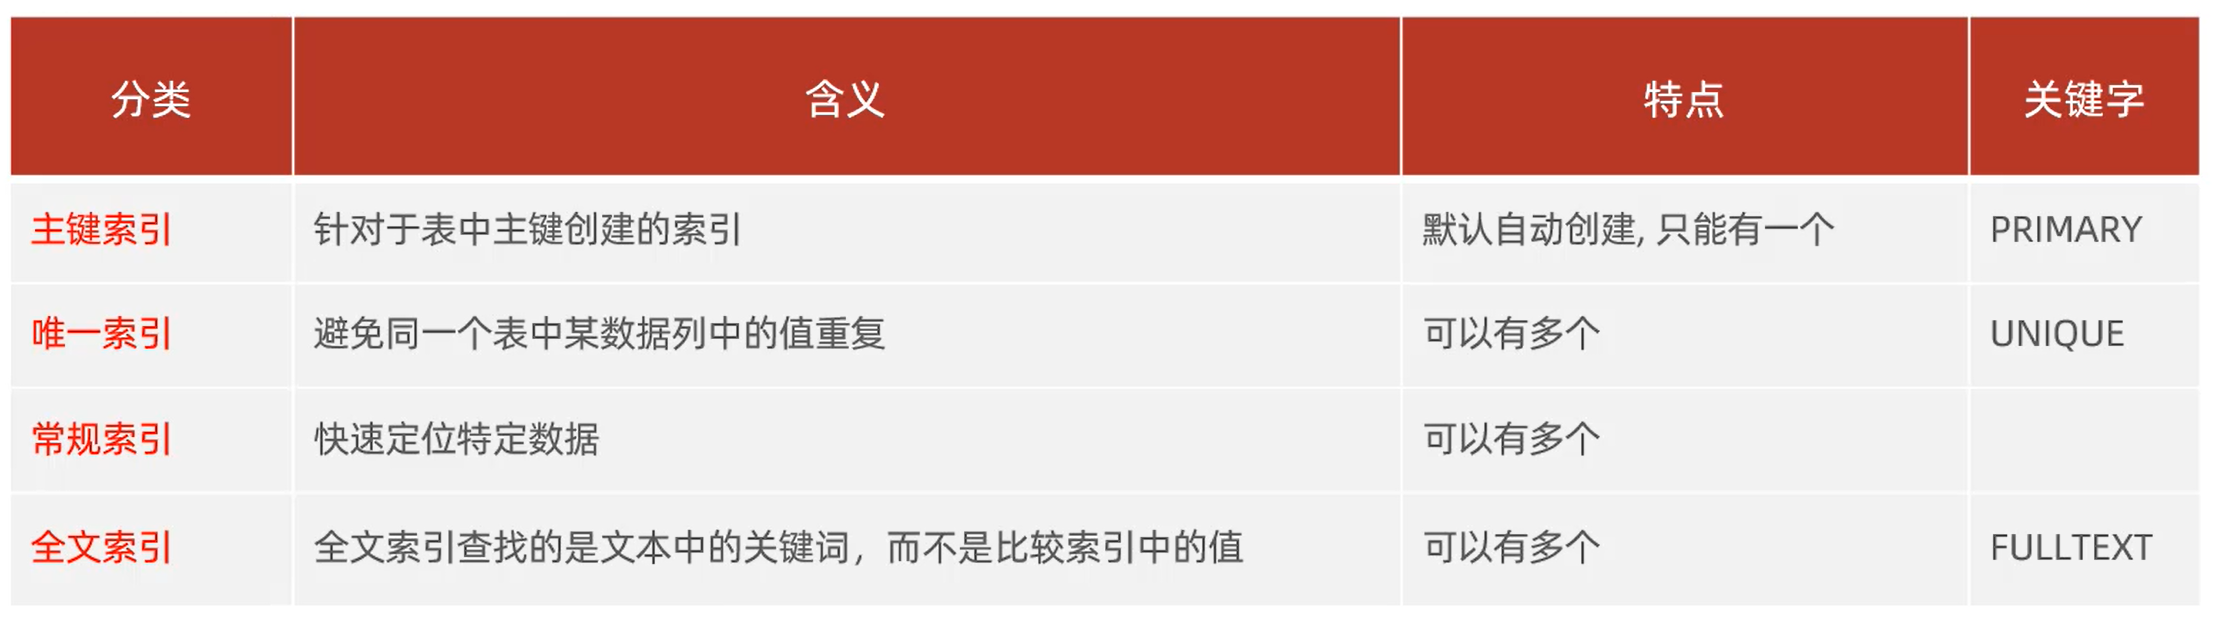 分类 含义 特点 关键字
主键索引 针对于表中主键创建的索引 默认自动创建, 只能有一个 PRIMARY
唯一索引 避免同一个表中某数据列中的值重复 可以有多个 UNIQUE
常规索引 快速定位特定数据 可以有多个
全文索引 全文索引查找的是文本中的关键词，而不是比较索引中的值 可以有多个 FULLTEXT